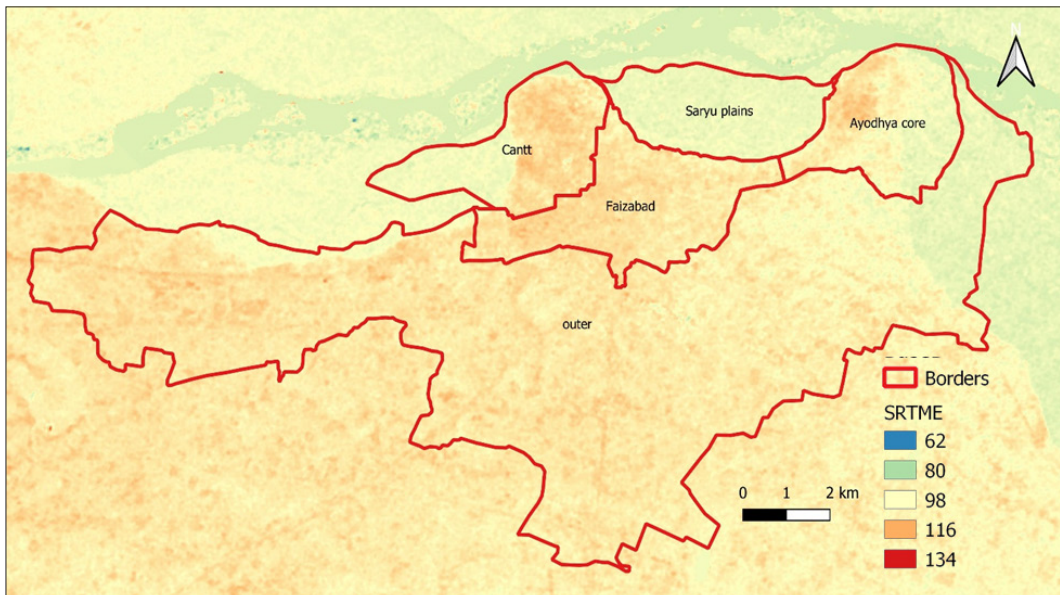 Saryu plains
Ayodhya core
Cantt
Faizabad
outer
Borders
SRTME
62
80
98
116
134
0 1 2 km